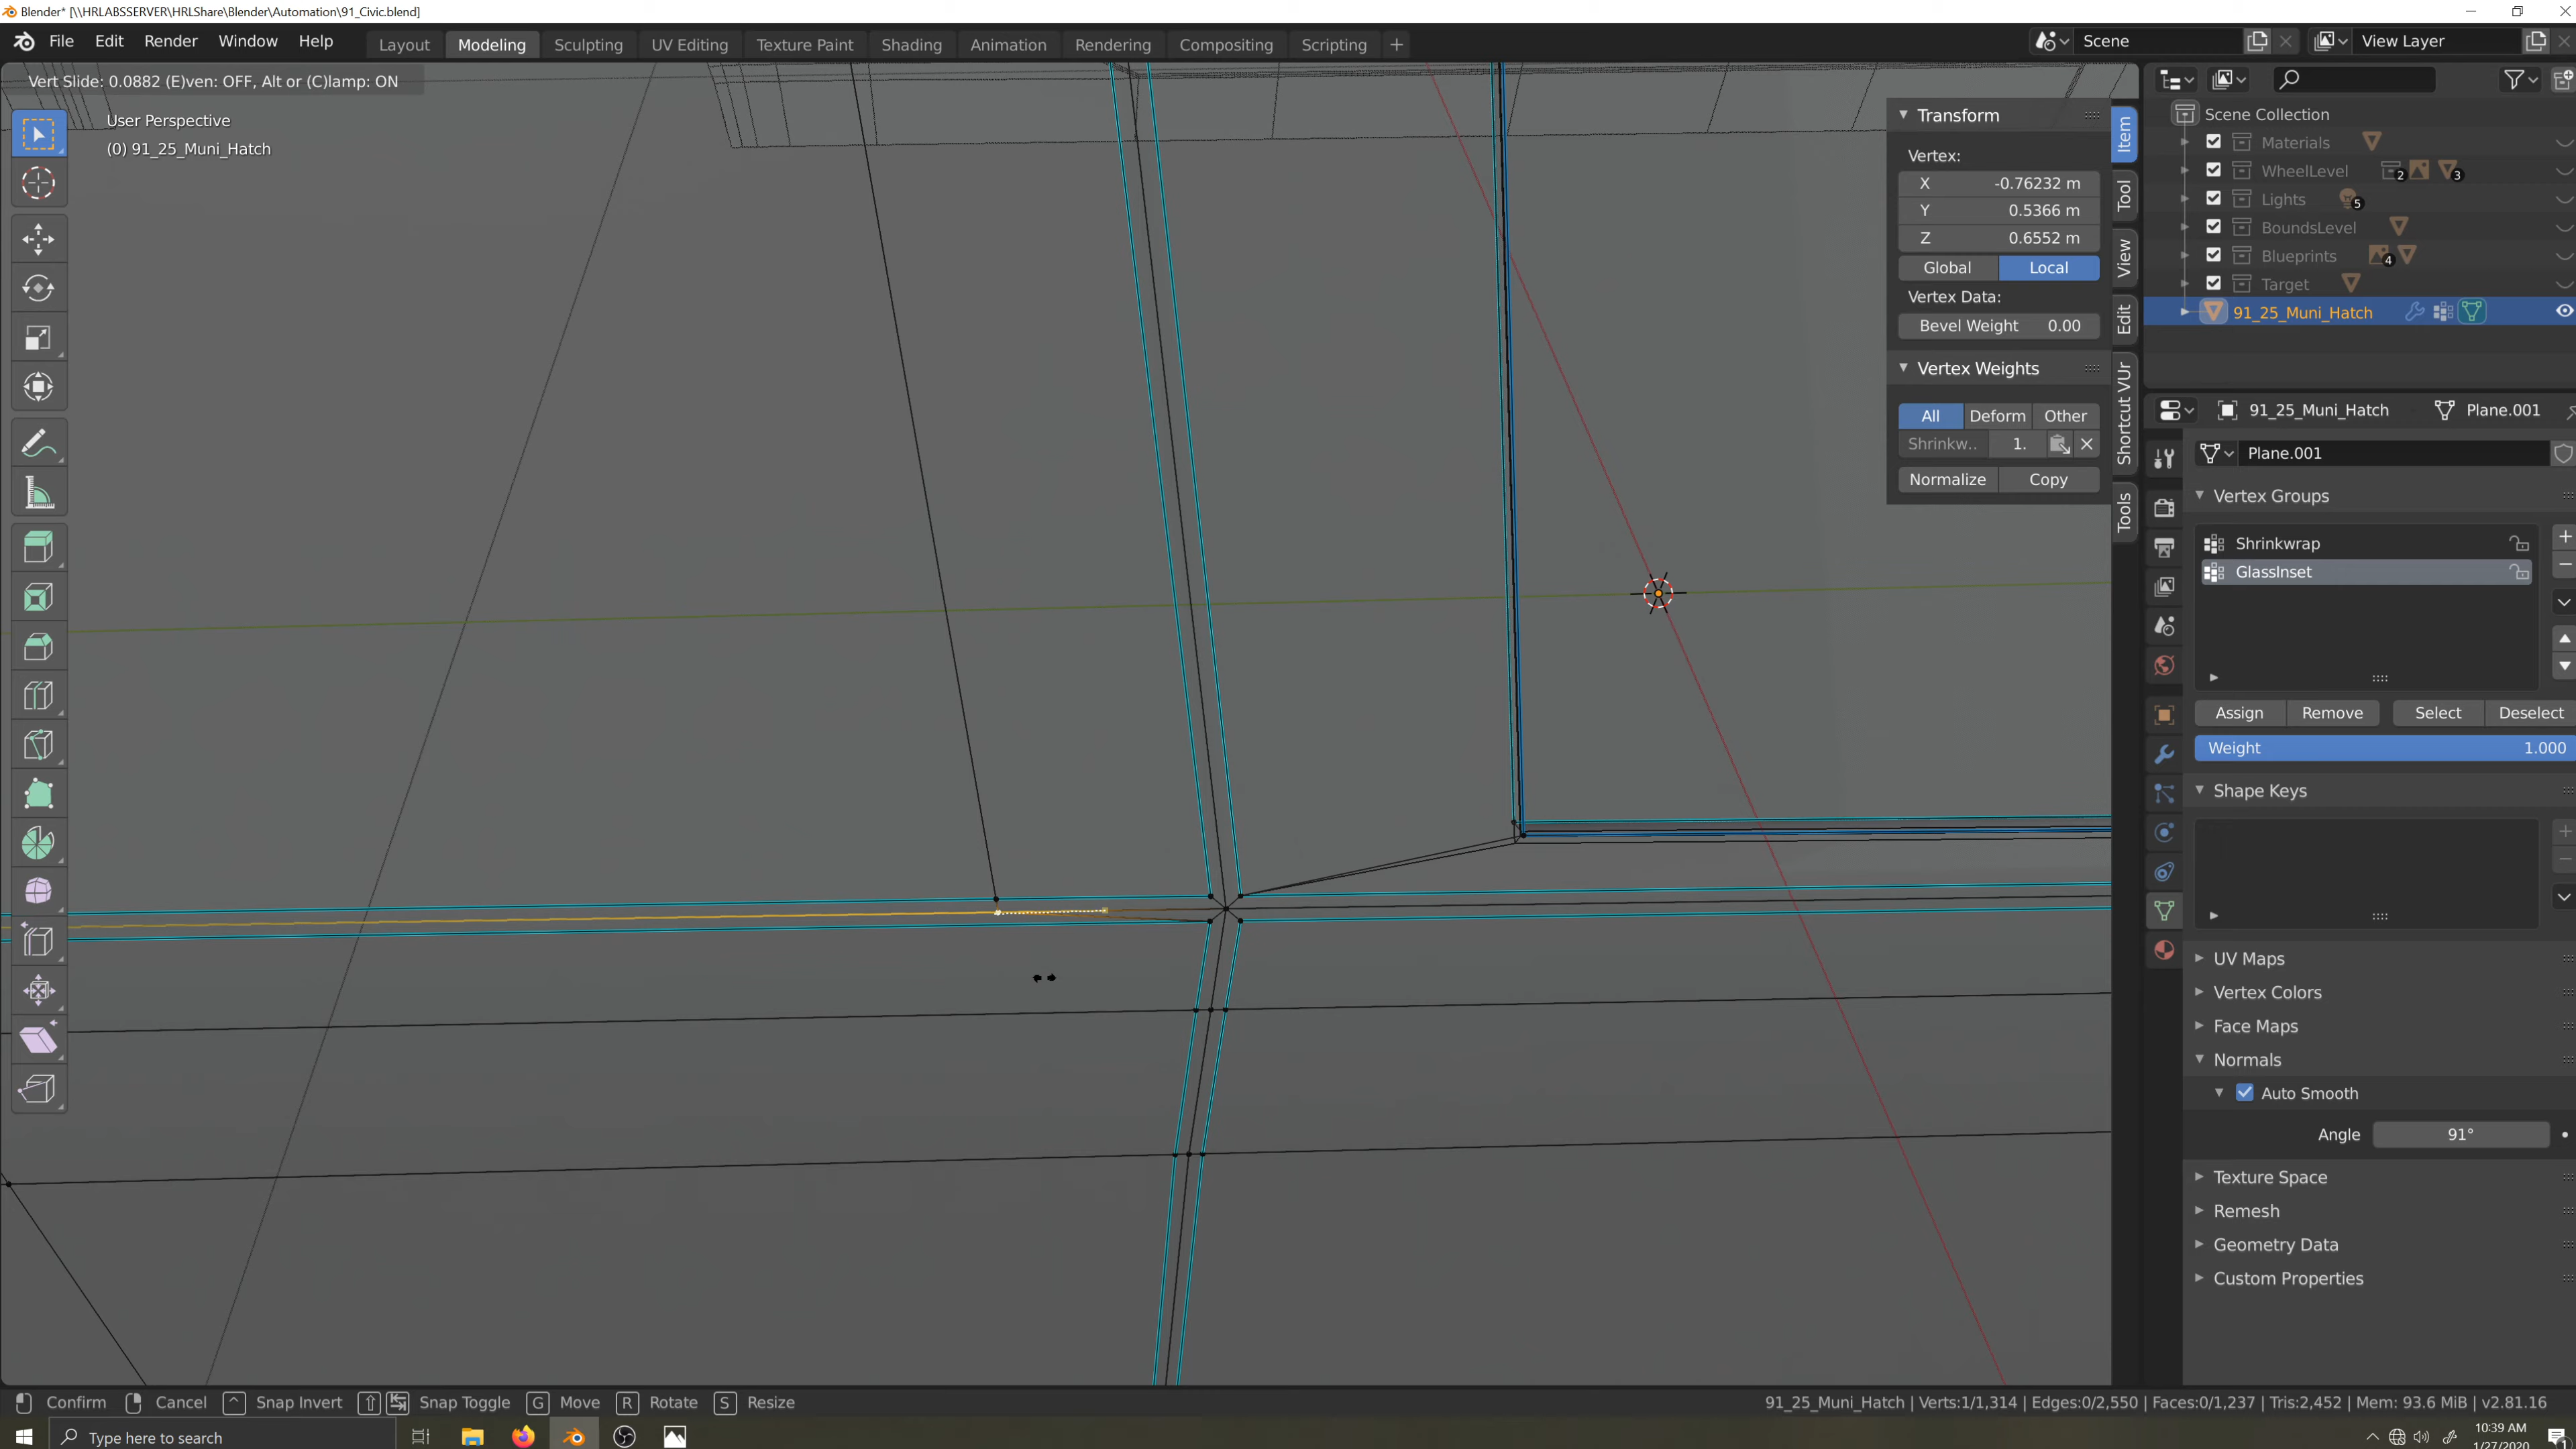 Blender* [\\HRLABSSERVER\HRLShare\Blender\Automation\91_Civic.blend]
File Edit Render Window Help Layout Modeling Sculpting UV Editing Texture Paint Shading Animation Rendering Compositing Scripting + Scene View Layer
Vert Slide: 0.0882 (E)ven: OFF, Alt or (C)lamp: ON
User Perspective
(0) 91_25_Muni_Hatch
Transform
Vertex:
X -0.76232 m
Y 0.5366 m
Z 0.6552 m
Global Local
Vertex Data:
Bevel Weight 0.00
Vertex Weights
All Deform Other
Shrinkw.. 1.
Normalize Copy
Item
Tool
View
Edit
Shortcut VUr
Tools
Scene Collection
Materials
WheelLevel 2 3
Lights 5
BoundsLevel
Blueprints 4
Target
91_25_Muni_Hatch
91_25_Muni_Hatch Plane.001
Plane.001
Vertex Groups
Shrinkwrap
GlassInset
Assign Remove Select Deselect
Weight 1.000
Shape Keys
UV Maps
Vertex Colors
Face Maps
Normals
Auto Smooth
Angle 91°
Texture Space
Remesh
Geometry Data
Custom Properties
Confirm Cancel ^ Snap Invert Snap Toggle G Move R Rotate S Resize
91_25_Muni_Hatch | Verts:1/1,314 | Edges:0/2,550 | Faces:0/1,237 | Tris:2,452 | Mem: 93.6 MiB | v2.81.16
Type here to search
10:39 AM
1/27/2020